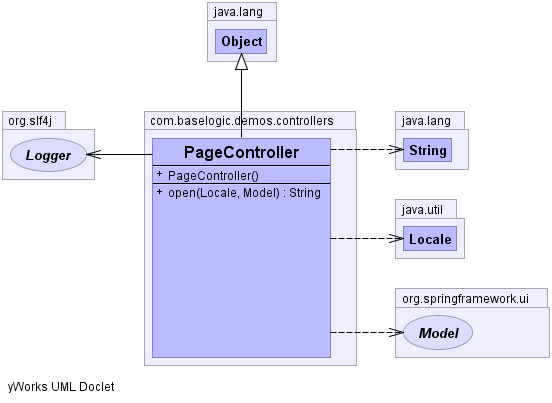 java.lang
Object
org.slf4j
Logger
com.baselogic.demos.controllers
PageController
+ PageController()
+ open(Locale, Model) : String
java.lang
String
java.util
Locale
org.springframework.ui
Model
yWorks UML Doclet